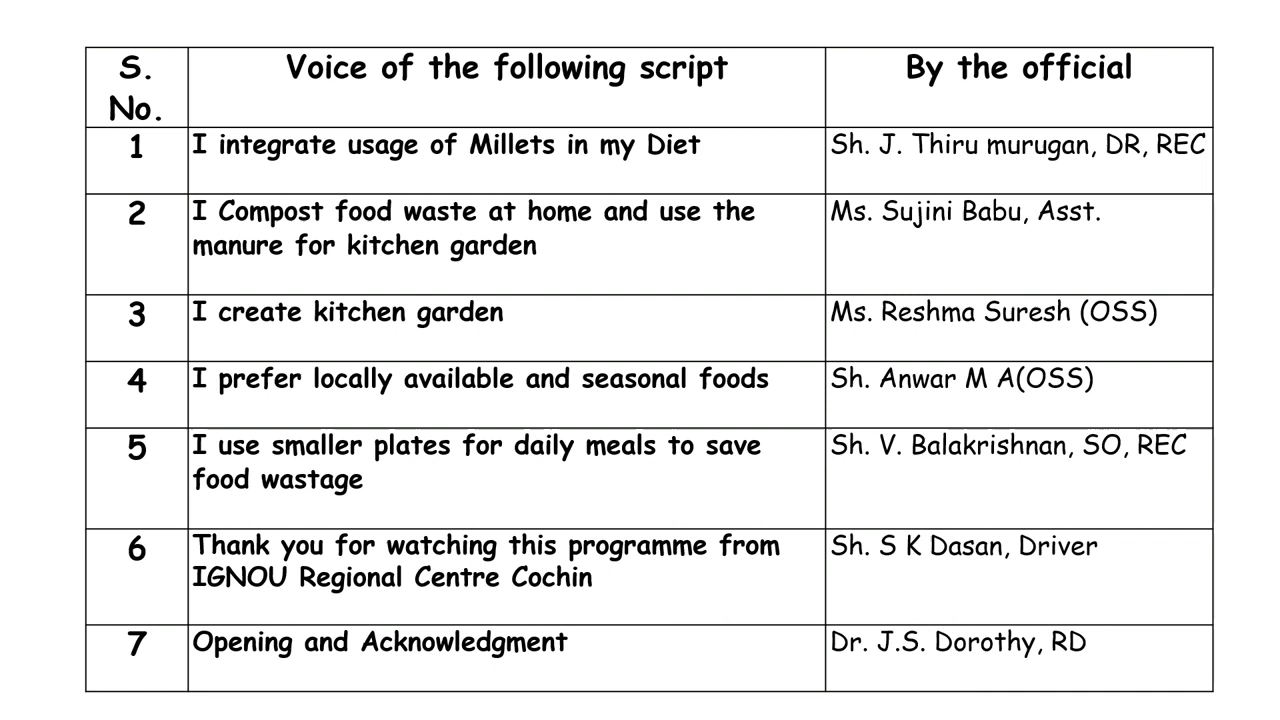 S. No. Voice of the following script By the official
1 I integrate usage of Millets in my Diet Sh. J. Thiru murugan, DR, REC
2 I Compost food waste at home and use the manure for kitchen garden Ms. Sujini Babu, Asst.
3 I create kitchen garden Ms. Reshma Suresh (OSS)
4 I prefer locally available and seasonal foods Sh. Anwar M A(OSS)
5 I use smaller plates for daily meals to save food wastage Sh. V. Balakrishnan, SO, REC
6 Thank you for watching this programme from IGNOU Regional Centre Cochin Sh. S K Dasan, Driver
7 Opening and Acknowledgment Dr. J.S. Dorothy, RD